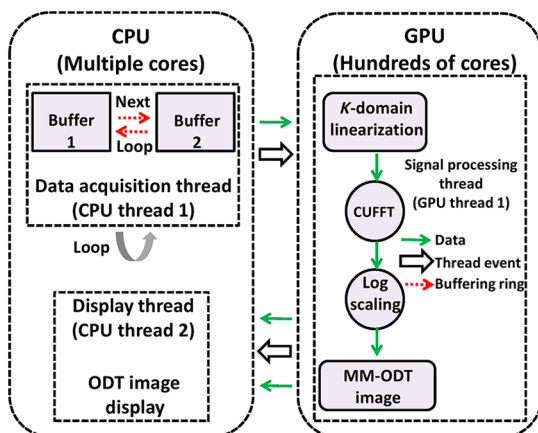 CPU
(Multiple cores)
Buffer
1
Next
Loop
Buffer
2
Data acquisition thread
(CPU thread 1)
Loop
Display thread
(CPU thread 2)
ODT image
display
GPU
(Hundreds of cores)
K-domain
linearization
Signal processing
thread
(GPU thread 1)
CUFFT
Data
Thread event
Buffering ring
Log
scaling
MM-ODT
image